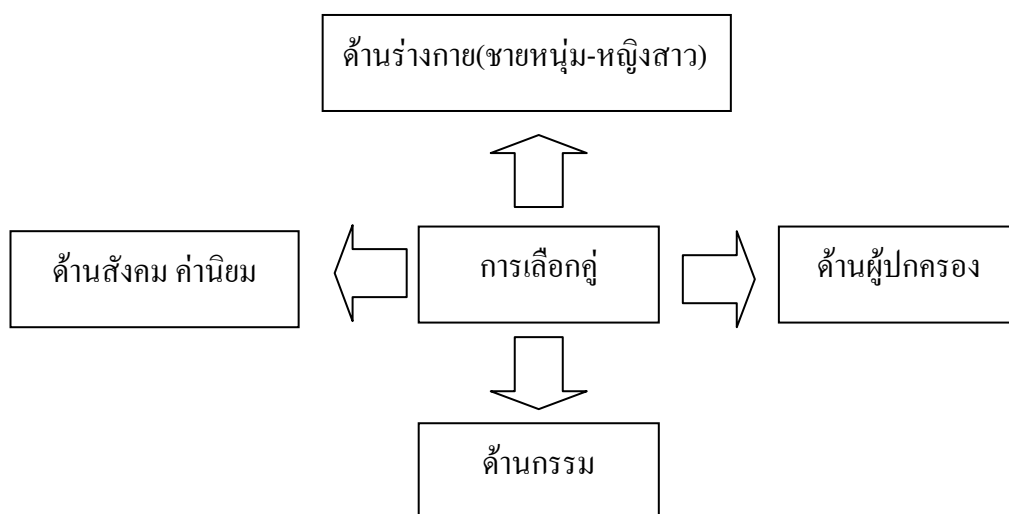 ด้านร่างกาย(ชายหนุ่ม-หญิงสาว)
ด้านสังคม ค่านิยม
การเลือกคู่
ด้านผู้ปกครอง
ด้านกรรม